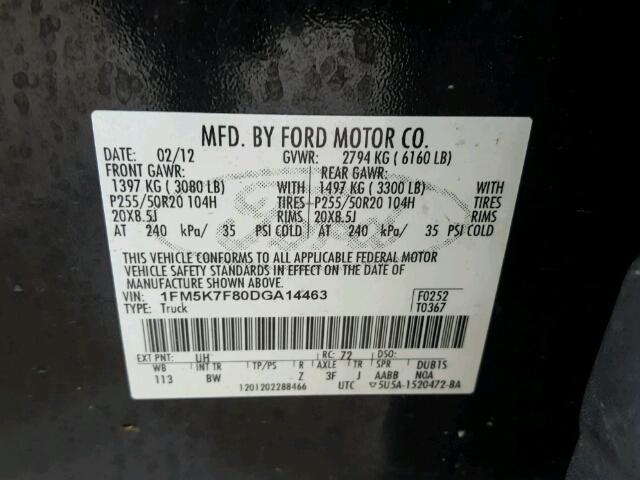 MFD. BY FORD MOTOR CO.
DATE: 02/12 GVWR: 2794 KG ( 6160 LB)
FRONT GAWR: REAR GAWR:
1397 KG ( 3080 LB) WITH 1497 KG ( 3300 LB) WITH
P255/50R20 104H TIRES P255/50R20 104H TIRES
20X8.5J RIMS 20X8.5J RIMS
AT 240 kPa/ 35 PSI COLD AT 240 kPa/ 35 PSI COLD
THIS VEHICLE CONFORMS TO ALL APPLICABLE FEDERAL MOTOR
VEHICLE SAFETY STANDARDS IN EFFECT ON THE DATE OF
MANUFACTURE SHOWN ABOVE.
VIN: 1FM5K7F80DGA14463 F0252
TYPE: Truck T0367
EXT PNT: UH RC: 72 DSO:
WB INT TR TP/PS R AXLE TR SPR DUB1S
113 BW Z 3F J AABB N0A
1201202288466 UTC 5U5A-1520472-BA
Ford